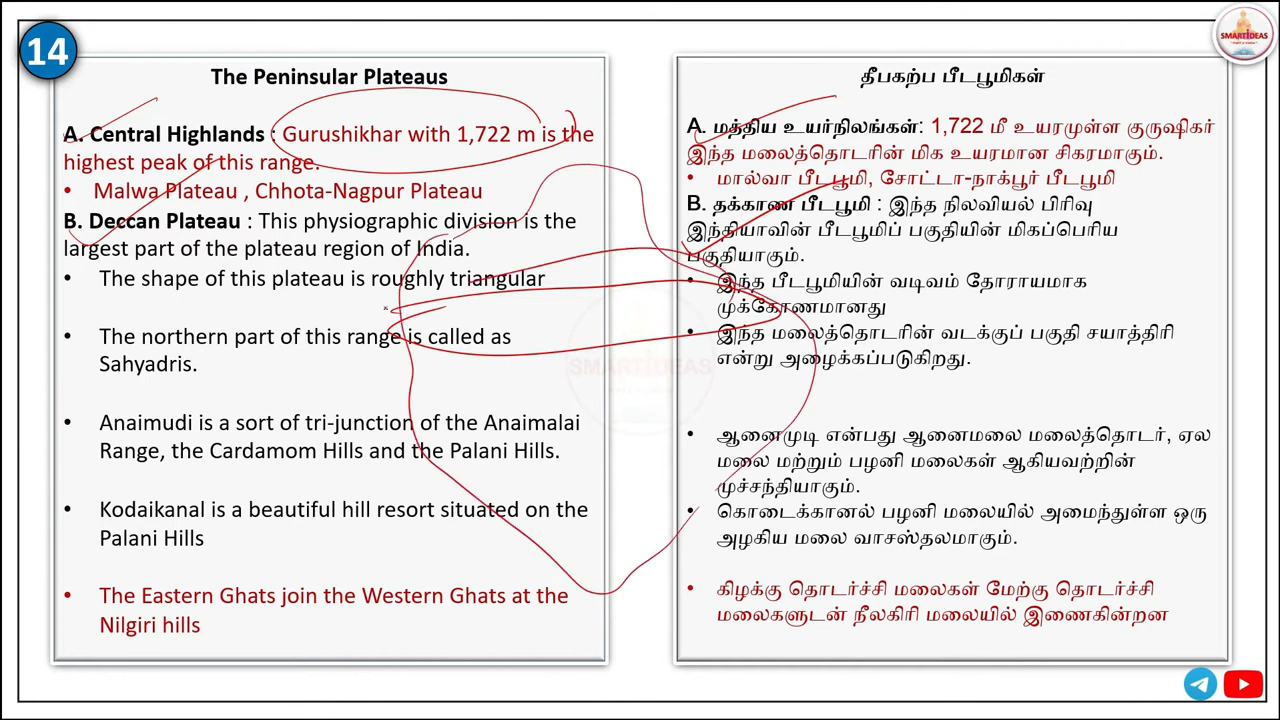 14
SMARTIDEAS
The Peninsular Plateaus
A. Central Highlands : Gurushikhar with 1,722 m is the
highest peak of this range.
• Malwa Plateau , Chhota-Nagpur Plateau
B. Deccan Plateau : This physiographic division is the
largest part of the plateau region of India.
• The shape of this plateau is roughly triangular
• The northern part of this range is called as
Sahyadris.
• Anaimudi is a sort of tri-junction of the Anaimalai
Range, the Cardamom Hills and the Palani Hills.
• Kodaikanal is a beautiful hill resort situated on the
Palani Hills
• The Eastern Ghats join the Western Ghats at the
Nilgiri hills
தீபகற்ப பீடபூமிகள்
A. மத்திய உயர்நிலங்கள்: 1,722 மீ உயரமுள்ள குருஷிகர்
இந்த மலைத்தொடரின் மிக உயரமான சிகரமாகும்.
• மால்வா பீடபூமி, சோட்டா-நாக்பூர் பீடபூமி
B. தக்காண பீடபூமி : இந்த நிலவியல் பிரிவு
இந்தியாவின் பீடபூமிப் பகுதியின் மிகப்பெரிய
பகுதியாகும்.
• இந்த பீடபூமியின் வடிவம் தோராயமாக
முக்கோணமானது
• இந்த மலைத்தொடரின் வடக்குப் பகுதி சயாத்திரி
என்று அழைக்கப்படுகிறது.
• ஆனைமுடி என்பது ஆனைமலை மலைத்தொடர், ஏல
மலை மற்றும் பழனி மலைகள் ஆகியவற்றின்
முச்சந்தியாகும்.
• கொடைக்கானல் பழனி மலையில் அமைந்துள்ள ஒரு
அழகிய மலை வாசஸ்தலமாகும்.
• கிழக்கு தொடர்ச்சி மலைகள் மேற்கு தொடர்ச்சி
மலைகளுடன் நீலகிரி மலையில் இணைகின்றன
SMARTIDEAS